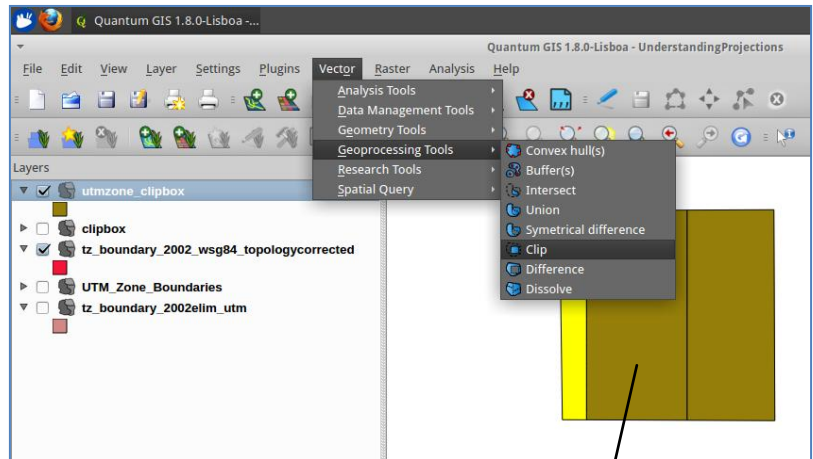 Quantum GIS 1.8.0-Lisboa -...
Quantum GIS 1.8.0-Lisboa - UnderstandingProjections
File Edit View Layer Settings Plugins Vector Raster Analysis Help
Analysis Tools
Data Management Tools
Geometry Tools
Geoprocessing Tools
Research Tools
Spatial Query
Convex hull(s)
Buffer(s)
Intersect
Union
Symetrical difference
Clip
Difference
Dissolve
Layers
utmzone_clipbox
clipbox
tz_boundary_2002_wsg84_topologycorrected
UTM_Zone_Boundaries
tz_boundary_2002elim_utm